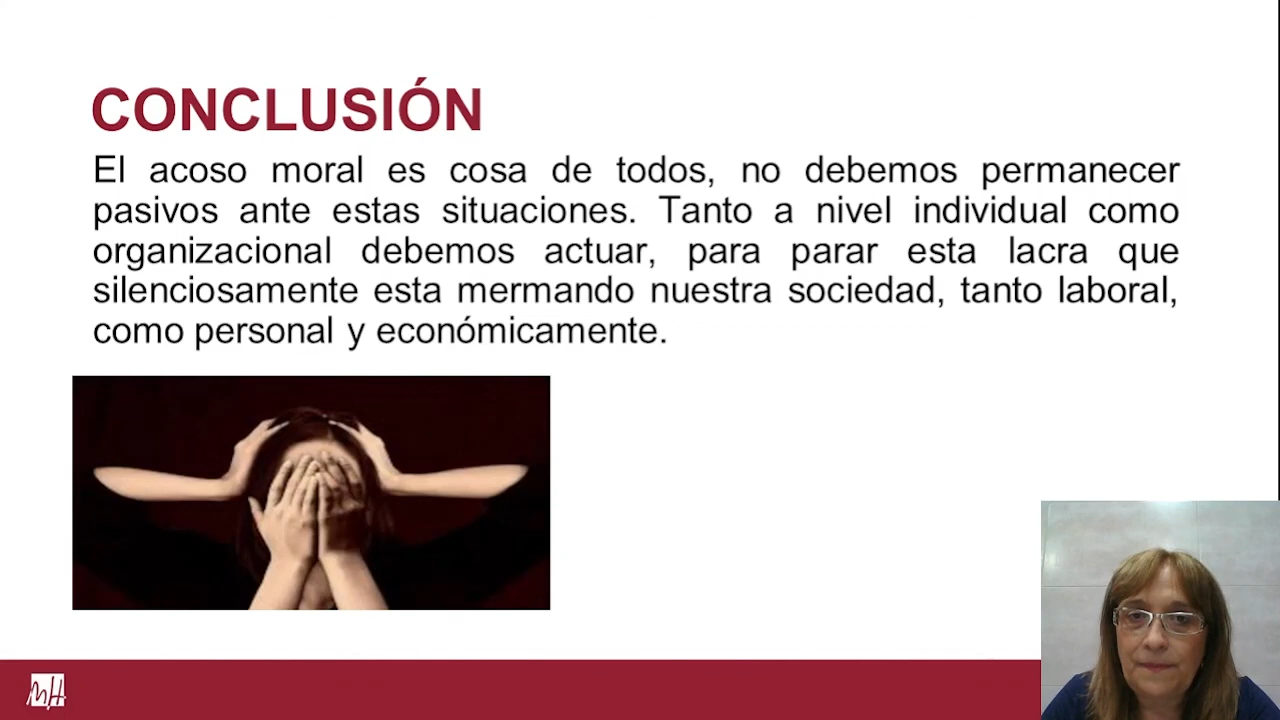 CONCLUSIÓN
El acoso moral es cosa de todos, no debemos permanecer
pasivos ante estas situaciones. Tanto a nivel individual como
organizacional debemos actuar, para parar esta lacra que
silenciosamente esta mermando nuestra sociedad, tanto laboral,
como personal y económicamente.